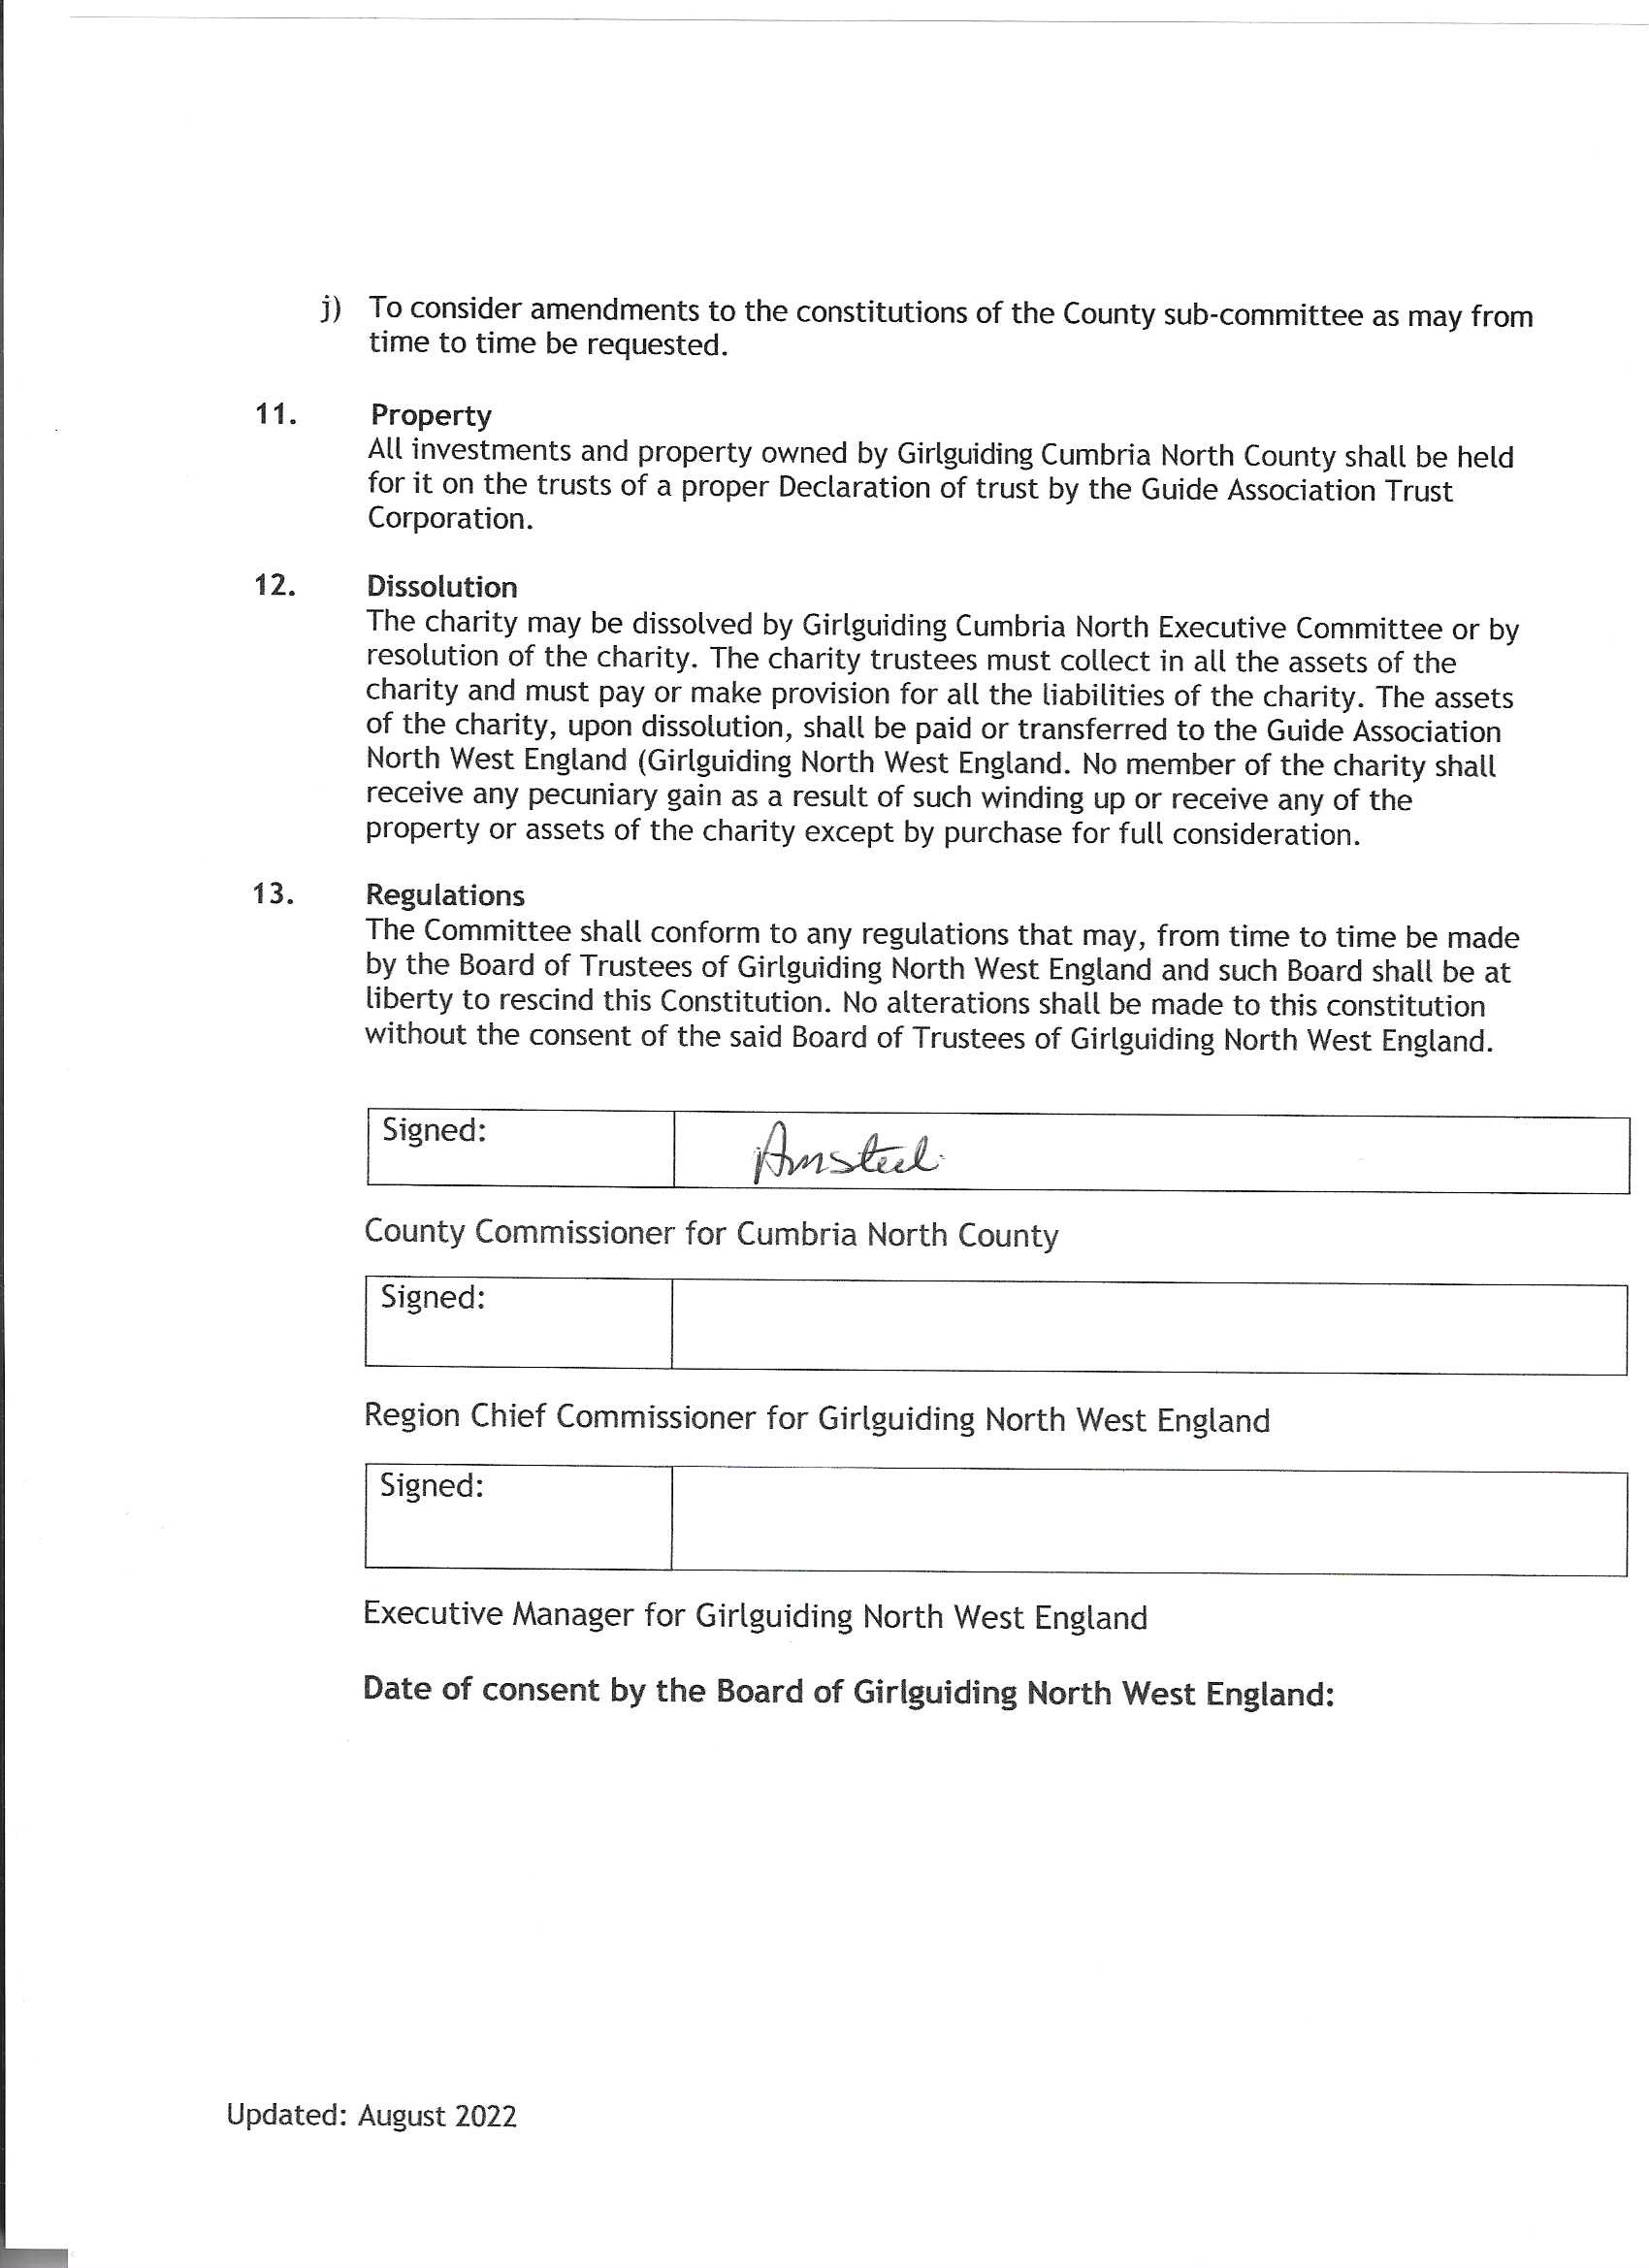 j) To consider amendments to the constitutions of the County sub-committee as may from
time to time be requested.
11. Property
All investments and property owned by Girlguiding Cumbria North County shall be held
for it on the trusts of a proper Declaration of trust by the Guide Association Trust
Corporation.
12. Dissolution
The charity may be dissolved by Girlguiding Cumbria North Executive Committee or by
resolution of the charity. The charity trustees must collect in all the assets of the
charity and must pay or make provision for all the liabilities of the charity. The assets
of the charity, upon dissolution, shall be paid or transferred to the Guide Association
North West England (Girlguiding North West England. No member of the charity shall
receive any pecuniary gain as a result of such winding up or receive any of the
property or assets of the charity except by purchase for full consideration.
13. Regulations
The Committee shall conform to any regulations that may, from time to time be made
by the Board of Trustees of Girlguiding North West England and such Board shall be at
liberty to rescind this Constitution. No alterations shall be made to this constitution
without the consent of the said Board of Trustees of Girlguiding North West England.
Signed:
County Commissioner for Cumbria North County
Signed:
Region Chief Commissioner for Girlguiding North West England
Signed:
Executive Manager for Girlguiding North West England
Date of consent by the Board of Girlguiding North West England:
Updated: August 2022